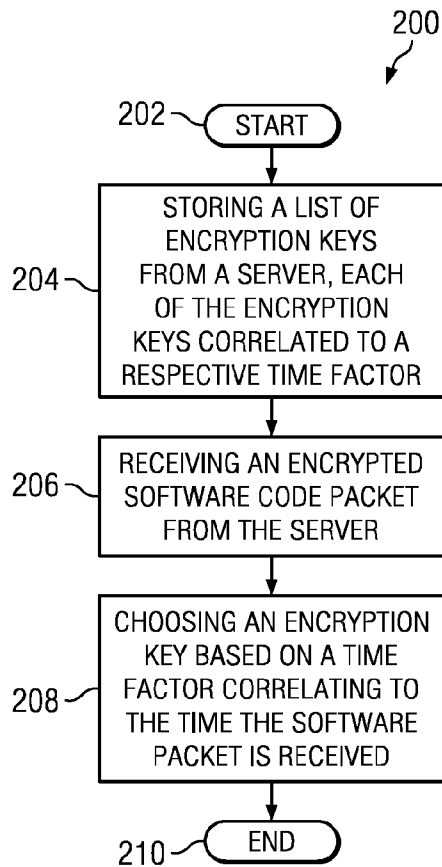 200
202
START
204
STORING A LIST OF
ENCRYPTION KEYS
FROM A SERVER, EACH
OF THE ENCRYPTION
KEYS CORRELATED TO A
RESPECTIVE TIME FACTOR
206
RECEIVING AN ENCRYPTED
SOFTWARE CODE PACKET
FROM THE SERVER
208
CHOOSING AN ENCRYPTION
KEY BASED ON A TIME
FACTOR CORRELATING TO
THE TIME THE SOFTWARE
PACKET IS RECEIVED
210
END